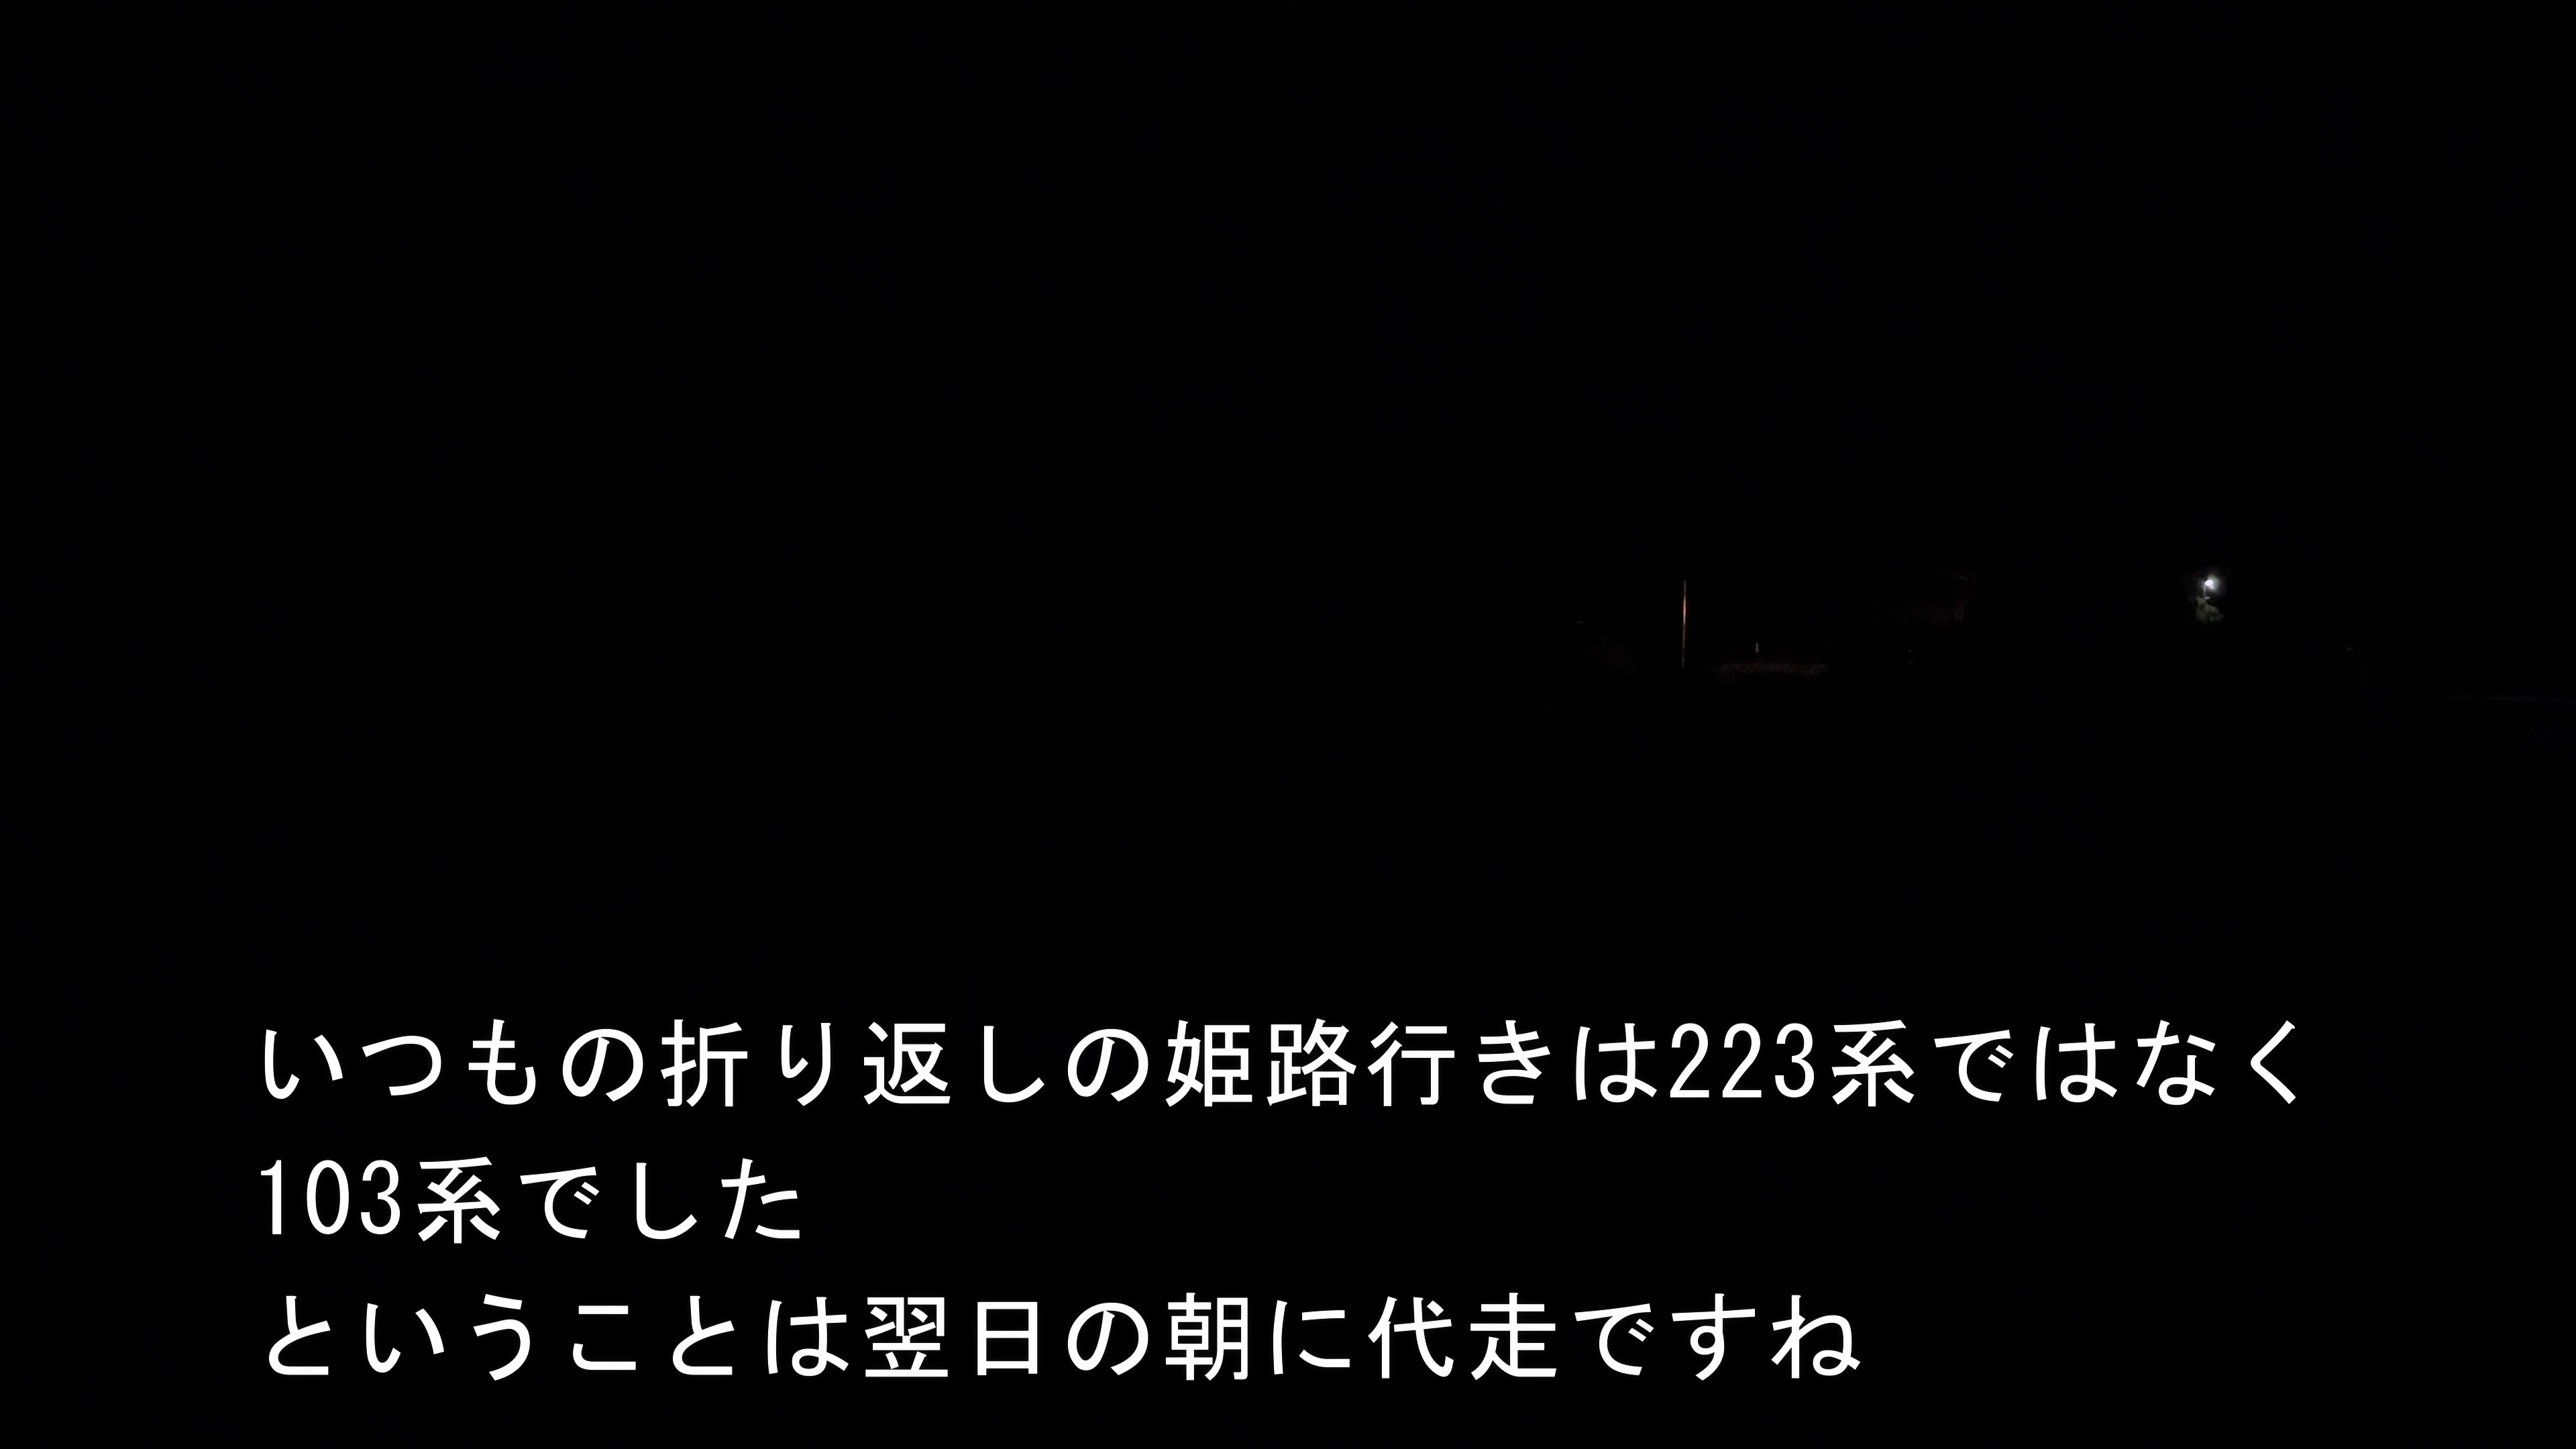 いつもの折り返しの姫路行きは223系ではなく
103系でした
ということは翌日の朝に代走ですね